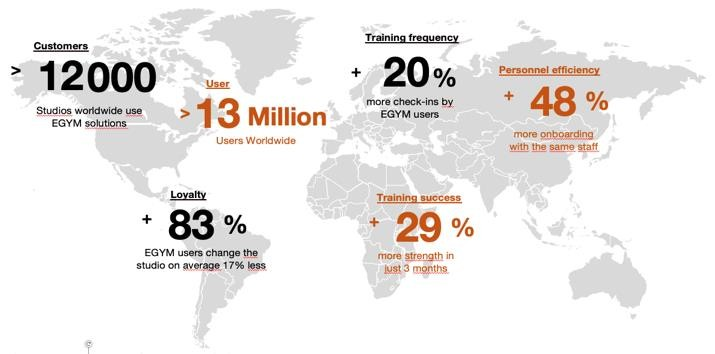 Customers
> 12000
Studios worldwide use
EGYM solutions
User
> 13 Million
Users Worldwide
Training frequency
+ 20 %
more check-ins by
EGYM users
Personnel efficiency
+ 48 %
more onboarding
with the same staff
Loyalty
+ 83 %
EGYM users change the
studio on average 17% less
Training success
+ 29 %
more strength in
just 3 months